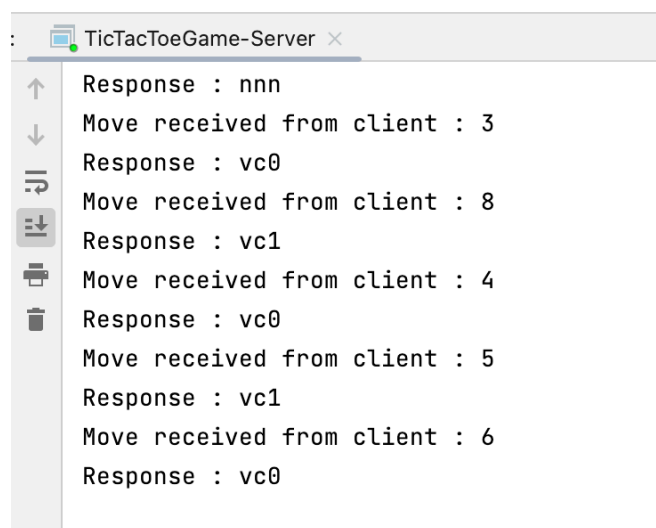 : TicTacToeGame-Server
Response : nnn
Move received from client : 3
Response : vc0
Move received from client : 8
Response : vc1
Move received from client : 4
Response : vc0
Move received from client : 5
Response : vc1
Move received from client : 6
Response : vc0